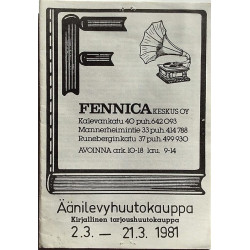 FENNICA KESKUS OY
Kalevankatu 40 puh. 642 093
Mannerheimintie 33 puh. 414 788
Runeberginkatu 37 puh. 499 930
AVOINNA ark. 10-18 lau. 9-14
Äänilevyhuutokauppa
Kirjallinen tarjoushuutokauppa
2.3. — 21.3. 1981